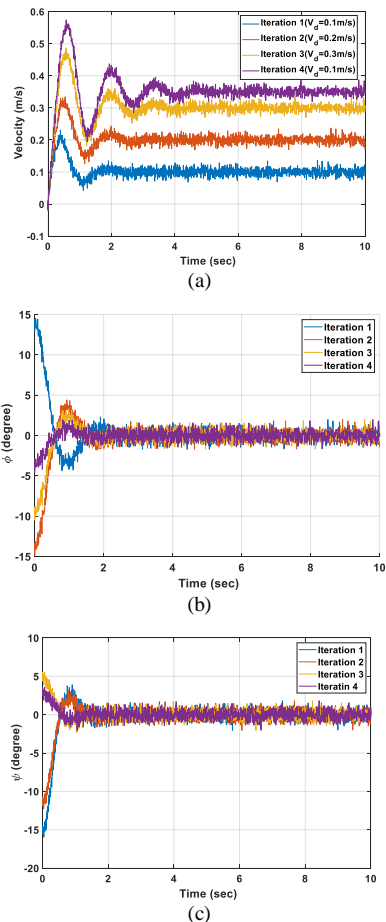 0.6
0.5
0.4
0.3
0.2
0.1
0
-0.1
Velocity (m/s)
Iteration 1(V_d=0.1m/s)
Iteration 2(V_d=0.2m/s)
Iteration 3(V_d=0.3m/s)
Iteration 4(V_d=0.1m/s)
0 2 4 6 8 10
Time (sec)
(a)
15
10
5
0
-5
-10
-15
ϕ (degree)
Iteration 1
Iteration 2
Iteration 3
Iteration 4
0 2 4 6 8 10
Time (sec)
(b)
10
5
0
-5
-10
-15
-20
ψ (degree)
Iteration 1
Iteration 2
Iteration 3
Iteratin 4
0 2 4 6 8 10
Time (sec)
(c)